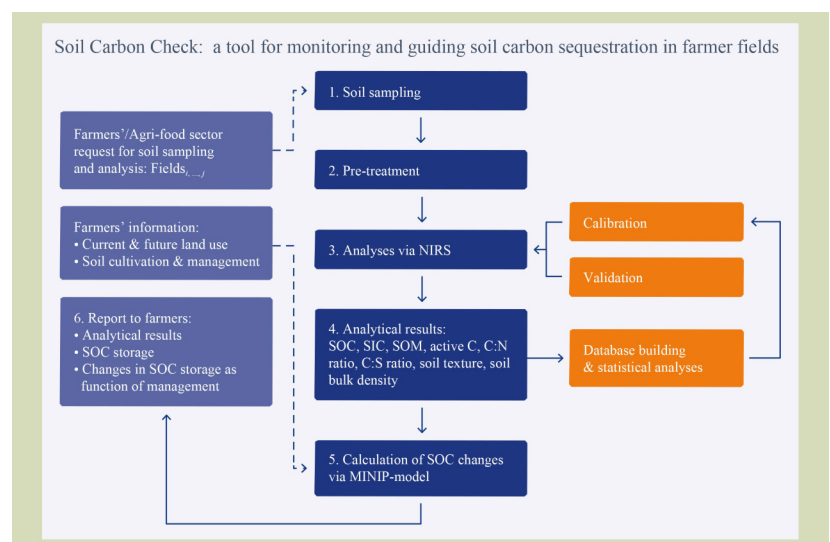 Soil Carbon Check:  a tool for monitoring and guiding soil carbon sequestration in farmer fields
1. Soil sampling
Farmers’/Agri-food sector
request for soil sampling
and analysis: Fieldsi, ..., j
2. Pre-treatment
Farmers’ information:
• Current & future land use
• Soil cultivation & management
3. Analyses via NIRS
Calibration
Validation
6. Report to farmers:
• Analytical results
• SOC storage
• Changes in SOC storage as
function of management
4. Analytical results:
SOC, SIC, SOM, active C, C:N
ratio, C:S ratio, soil texture, soil
bulk density
Database building
& statistical analyses
5. Calculation of SOC changes
via MINIP-model